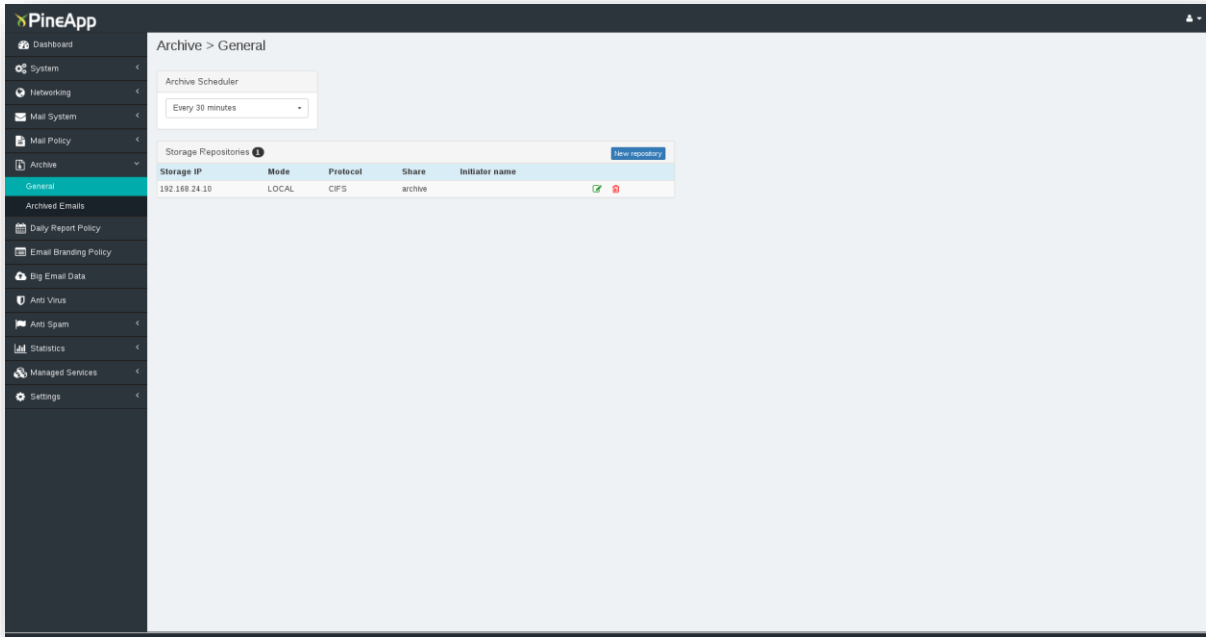 PineApp
Dashboard
System
Networking
Mail System
Mail Policy
Archive
General
Archived Emails
Daily Report Policy
Email Branding Policy
Big Email Data
Anti Virus
Anti Spam
Statistics
Managed Services
Settings
Archive > General
Archive Scheduler
Every 30 minutes
Storage Repositories 1 New repository
Storage IP Mode Protocol Share Initiator name
192.168.24.10 LOCAL CIFS archive